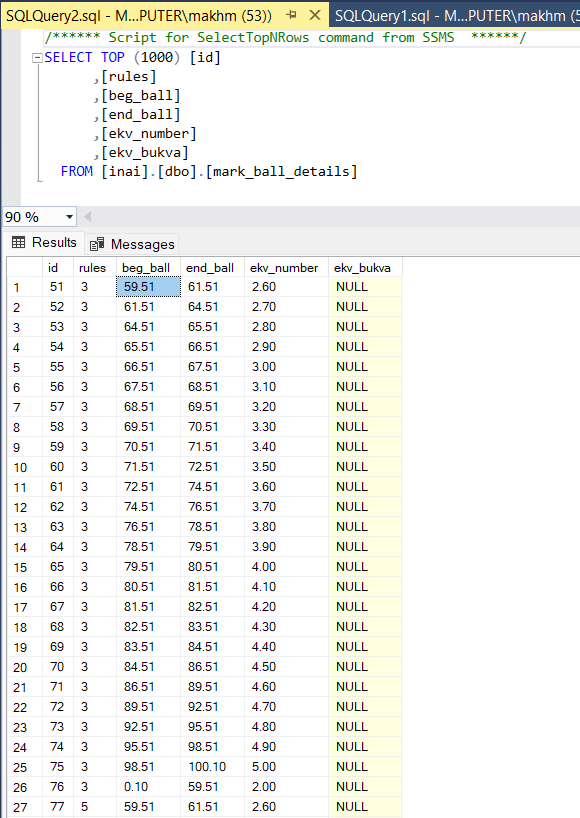 SQLQuery2.sql - M...PUTER\makhm (53)) SQLQuery1.sql - M...PUTER\makhm (5
/****** Script for SelectTopNRows command from SSMS ******/
SELECT TOP (1000) [id]
,[rules]
,[beg_ball]
,[end_ball]
,[ekv_number]
,[ekv_bukva]
FROM [inai].[dbo].[mark_ball_details]
90 %
Results Messages
id rules beg_ball end_ball ekv_number ekv_bukva
1 51 3 59.51 61.51 2.60 NULL
2 52 3 61.51 64.51 2.70 NULL
3 53 3 64.51 65.51 2.80 NULL
4 54 3 65.51 66.51 2.90 NULL
5 55 3 66.51 67.51 3.00 NULL
6 56 3 67.51 68.51 3.10 NULL
7 57 3 68.51 69.51 3.20 NULL
8 58 3 69.51 70.51 3.30 NULL
9 59 3 70.51 71.51 3.40 NULL
10 60 3 71.51 72.51 3.50 NULL
11 61 3 72.51 74.51 3.60 NULL
12 62 3 74.51 76.51 3.70 NULL
13 63 3 76.51 78.51 3.80 NULL
14 64 3 78.51 79.51 3.90 NULL
15 65 3 79.51 80.51 4.00 NULL
16 66 3 80.51 81.51 4.10 NULL
17 67 3 81.51 82.51 4.20 NULL
18 68 3 82.51 83.51 4.30 NULL
19 69 3 83.51 84.51 4.40 NULL
20 70 3 84.51 86.51 4.50 NULL
21 71 3 86.51 89.51 4.60 NULL
22 72 3 89.51 92.51 4.70 NULL
23 73 3 92.51 95.51 4.80 NULL
24 74 3 95.51 98.51 4.90 NULL
25 75 3 98.51 100.10 5.00 NULL
26 76 3 0.10 59.51 2.00 NULL
27 77 5 59.51 61.51 2.60 NULL